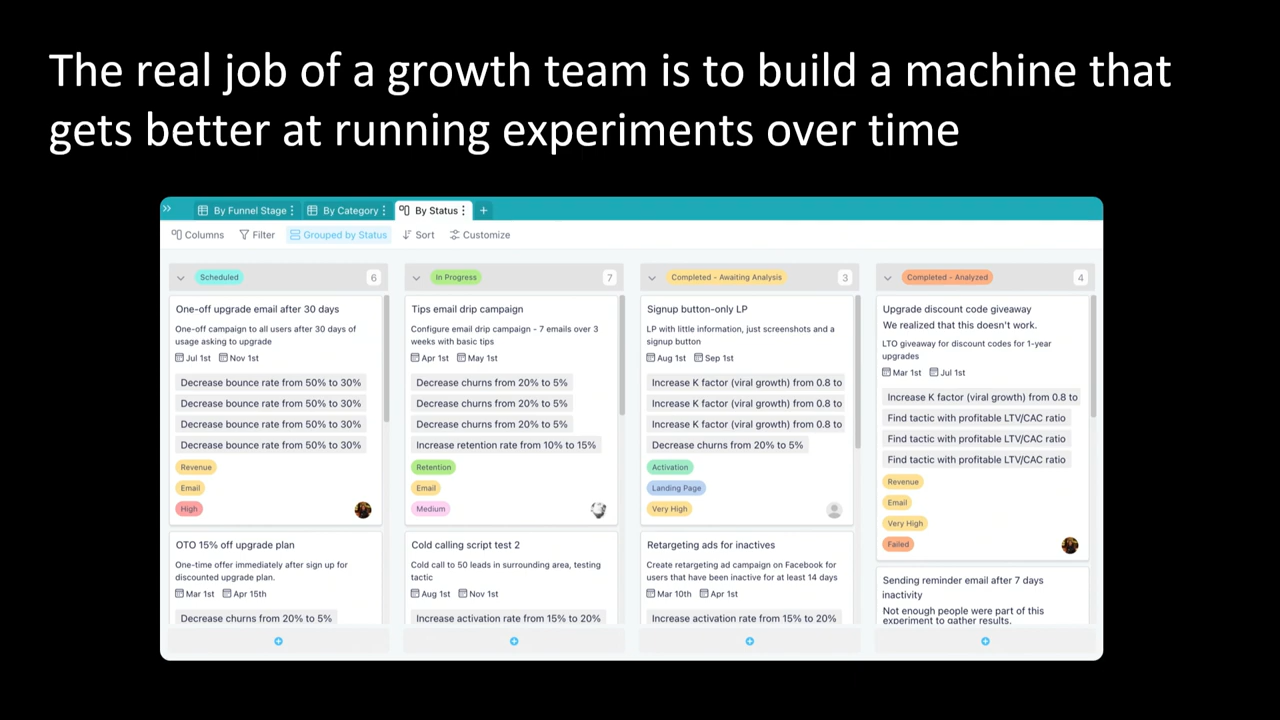 The real job of a growth team is to build a machine that
gets better at running experiments over time
By Funnel Stage
By Category
By Status
Columns
Filter
Grouped by Status
Sort
Customize
Scheduled
6
One-off upgrade email after 30 days
One-off campaign to all users after 30 days of
usage asking to upgrade
Jul 1st
Nov 1st
Decrease bounce rate from 50% to 30%
Decrease bounce rate from 50% to 30%
Decrease bounce rate from 50% to 30%
Decrease bounce rate from 50% to 30%
Revenue
Email
High
OTO 15% off upgrade plan
One-time offer immediately after sign up for
discounted upgrade plan.
Mar 1st
Apr 15th
Decrease churns from 20% to 5%
In Progress
7
Tips email drip campaign
Configure email drip campaign - 7 emails over 3
weeks with basic tips
Apr 1st
May 1st
Decrease churns from 20% to 5%
Decrease churns from 20% to 5%
Decrease churns from 20% to 5%
Increase retention rate from 10% to 15%
Retention
Email
Medium
Cold calling script test 2
Cold call to 50 leads in surrounding area, testing
tactic
Aug 1st
Nov 1st
Increase activation rate from 15% to 20%
Completed - Awaiting Analysis
3
Signup button-only LP
LP with little information, just screenshots and a
signup button
Aug 1st
Sep 1st
Increase K factor (viral growth) from 0.8 to
Increase K factor (viral growth) from 0.8 to
Increase K factor (viral growth) from 0.8 to
Decrease churns from 20% to 5%
Activation
Landing Page
Very High
Retargeting ads for inactives
Create retargeting ad campaign on Facebook for
users that have been inactive for at least 14 days
Mar 10th
Apr 1st
Increase activation rate from 15% to 20%
Completed - Analyzed
4
Upgrade discount code giveaway
We realized that this doesn't work.
LTO giveaway for discount codes for 1-year
upgrades
Mar 1st
Jul 1st
Increase K factor (viral growth) from 0.8 to
Find tactic with profitable LTV/CAC ratio
Find tactic with profitable LTV/CAC ratio
Find tactic with profitable LTV/CAC ratio
Revenue
Email
Very High
Failed
Sending reminder email after 7 days
inactivity
Not enough people were part of this
experiment to gather results.